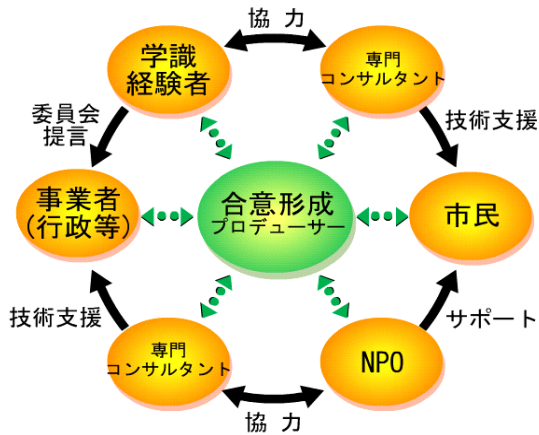 協 力
学識
経験者
専門
コンサルタント
委員会
提言
技術支援
事業者
(行政等)
合意形成
プロデューサー
市民
技術支援
サポート
専門
コンサルタント
NPO
協 力